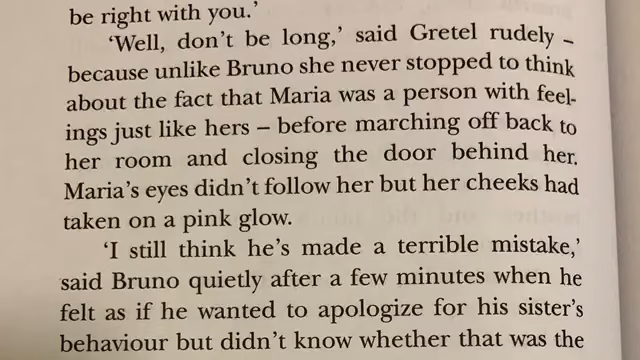 be right with you.’
‘Well, don’t be long,’ said Gretel rudely –
because unlike Bruno she never stopped to think
about the fact that Maria was a person with feel-
ings just like hers – before marching off back to
her room and closing the door behind her.
Maria’s eyes didn’t follow her but her cheeks had
taken on a pink glow.
‘I still think he’s made a terrible mistake,’
said Bruno quietly after a few minutes when he
felt as if he wanted to apologize for his sister’s
behaviour but didn’t know whether that was the